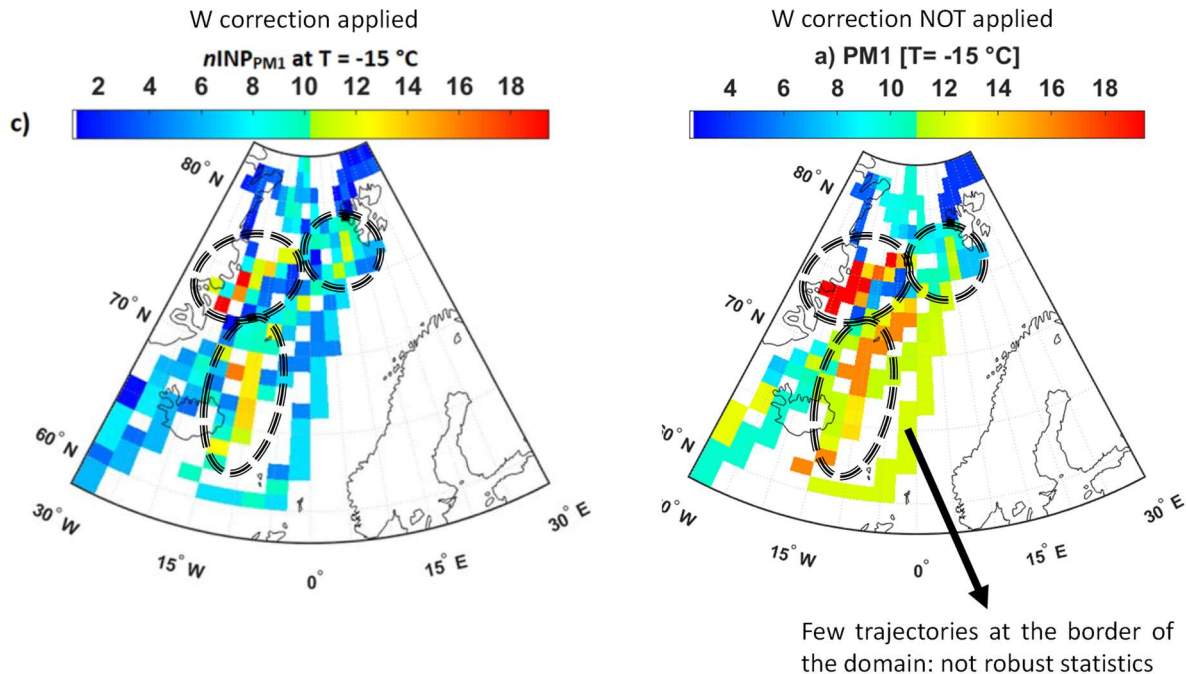 W correction applied
nINPPM1 at T = -15 °C
2 4 6 8 10 12 14 16 18
c)
80° N
70° N
60° N
30° W
15° W
0°
15° E
30° E
W correction NOT applied
a) PM1 [T= -15 °C]
4 6 8 10 12 14 16 18
80° N
70° N
60° N
0° W
15° W
0°
15° E
30° E
Few trajectories at the border of
the domain: not robust statistics